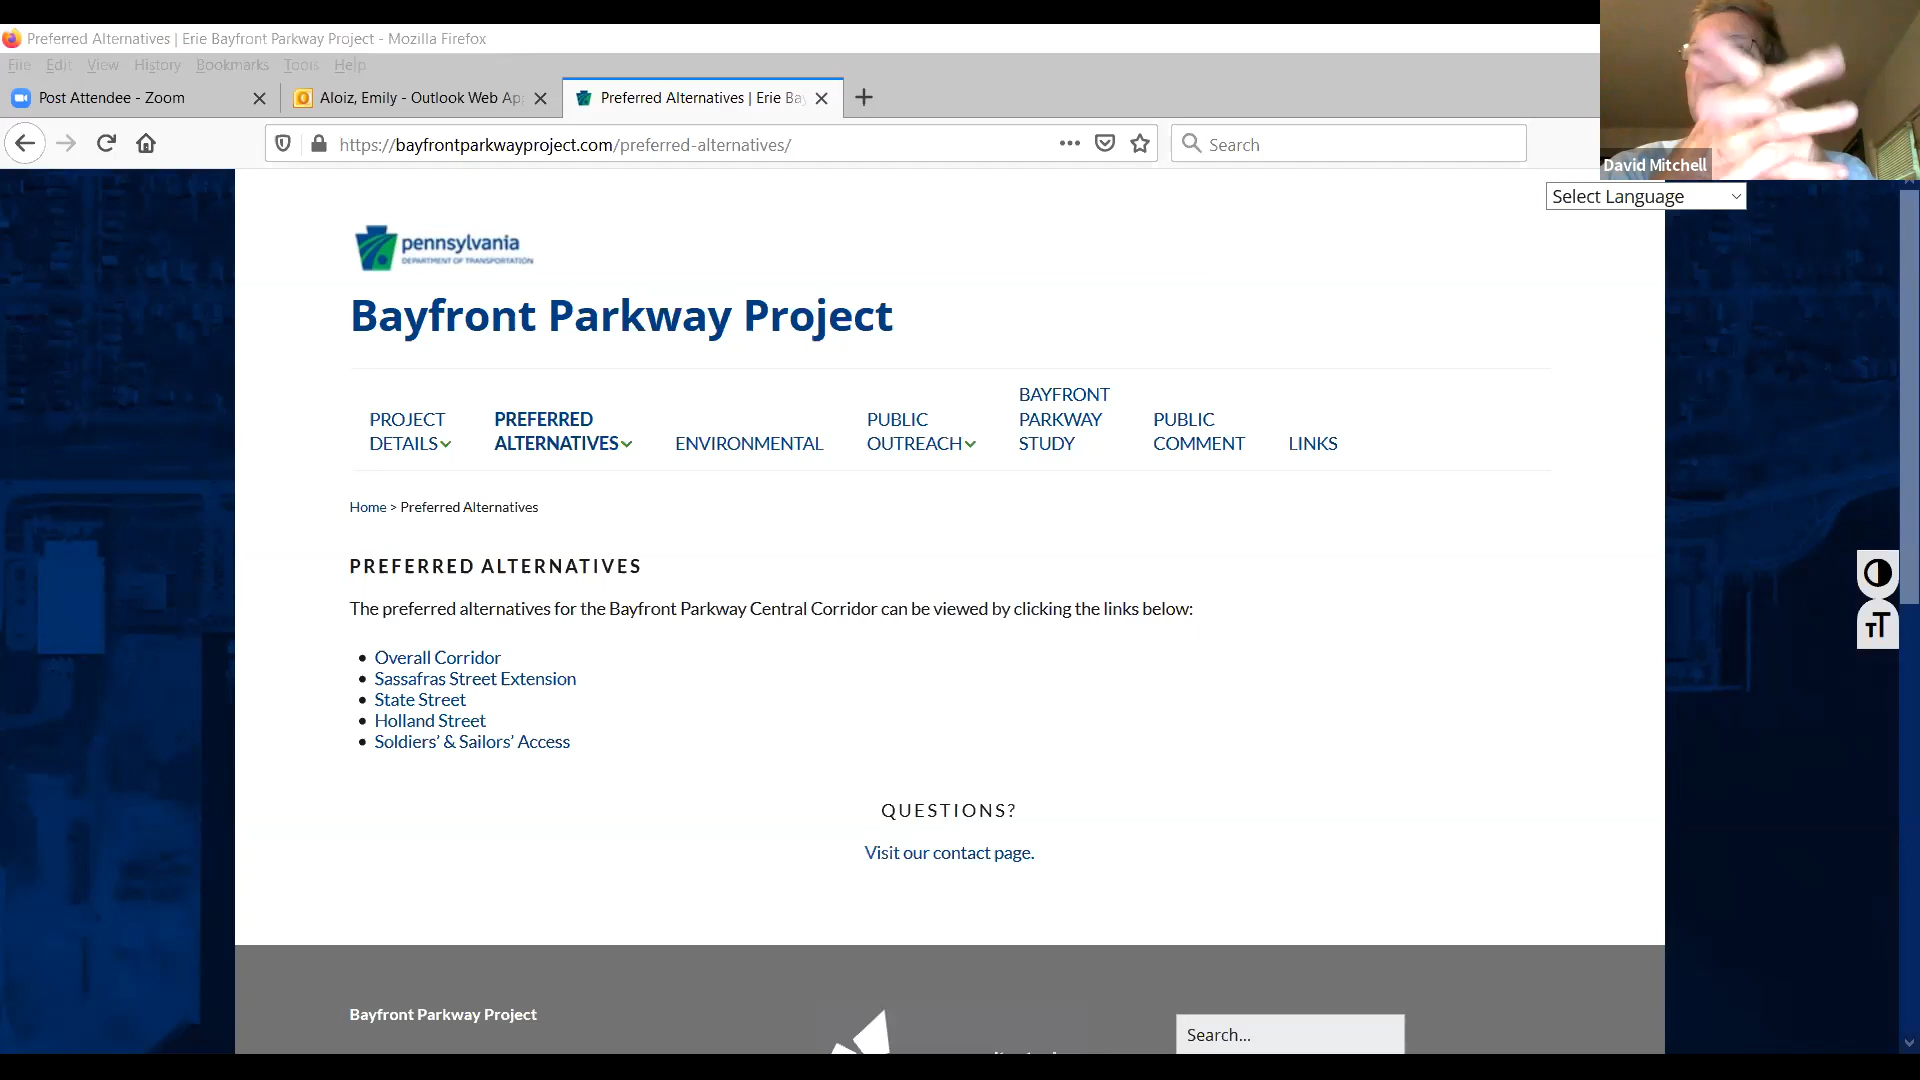 Preferred Alternatives | Erie Bayfront Parkway Project - Mozilla Firefox
File Edit View History Bookmarks Tools Help
Post Attendee - Zoom
Aloiz, Emily - Outlook Web Ap
Preferred Alternatives | Erie Ba
https://bayfrontparkwayproject.com/preferred-alternatives/
Search
David Mitchell
Select Language
pennsylvania
DEPARTMENT OF TRANSPORTATION
Bayfront Parkway Project
PROJECT DETAILS
PREFERRED ALTERNATIVES
ENVIRONMENTAL
PUBLIC OUTREACH
BAYFRONT PARKWAY STUDY
PUBLIC COMMENT
LINKS
Home > Preferred Alternatives
PREFERRED ALTERNATIVES
The preferred alternatives for the Bayfront Parkway Central Corridor can be viewed by clicking the links below:
• Overall Corridor
• Sassafras Street Extension
• State Street
• Holland Street
• Soldiers’ & Sailors’ Access
QUESTIONS?
Visit our contact page.
TT
Bayfront Parkway Project
Search...